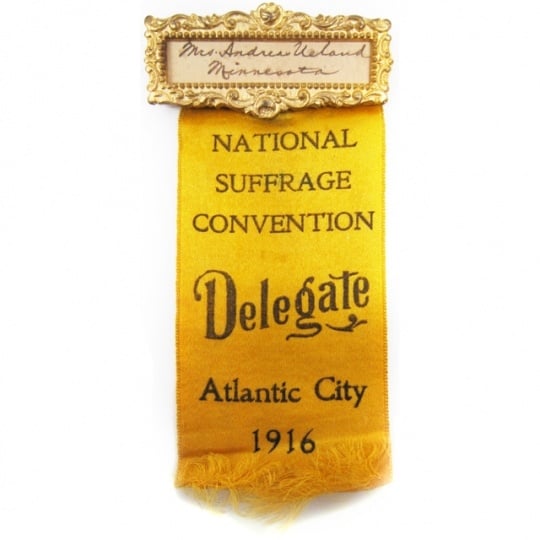 Mrs. Andreas Ueland
Minnesota
NATIONAL
SUFFRAGE
CONVENTION
Delegate
Atlantic City
1916